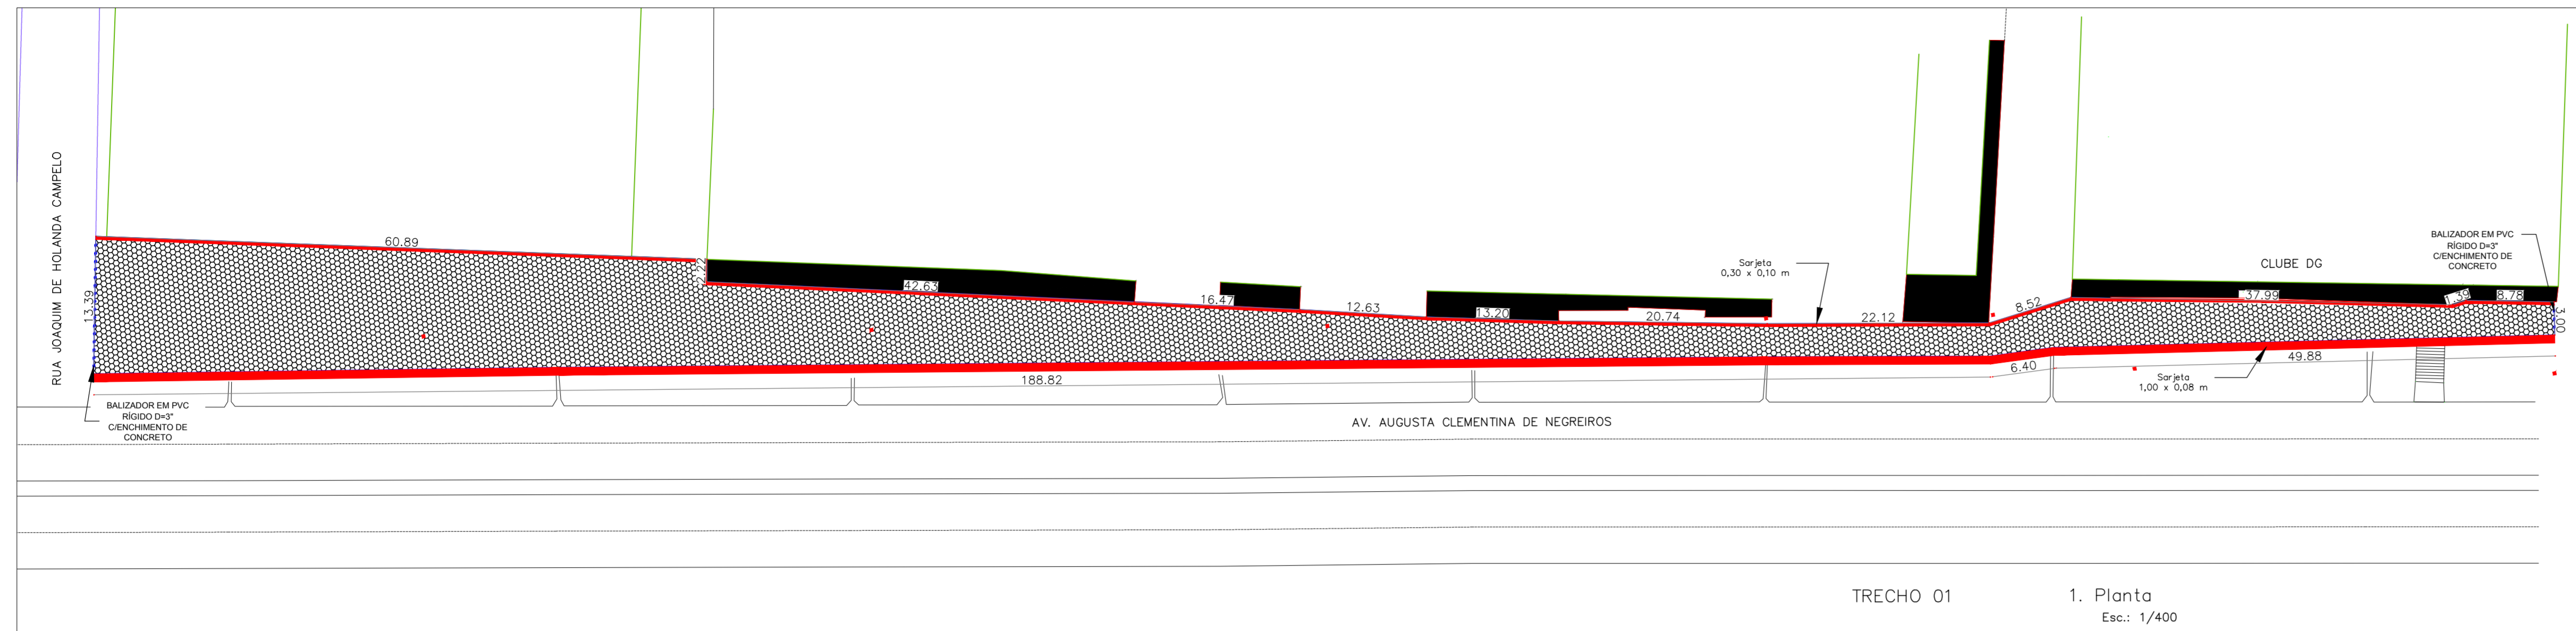 RUA JOAQUIM DE HOLANDA CAMPELO
13.39
60.89
42.63
16.47
12.63
13.20
20.74
Sarjeta
0,30 x 0,10 m
22.12
8.52
37.99
1.39
8.78
3.00
CLUBE DG
BALIZADOR EM PVC
RÍGIDO D=3"
C/ENCHIMENTO DE
CONCRETO
BALIZADOR EM PVC
RÍGIDO D=3"
C/ENCHIMENTO DE
CONCRETO
188.82
6.40
49.88
Sarjeta
1,00 x 0,08 m
AV. AUGUSTA CLEMENTINA DE NEGREIROS
TRECHO 01
1. Planta
Esc.: 1/400